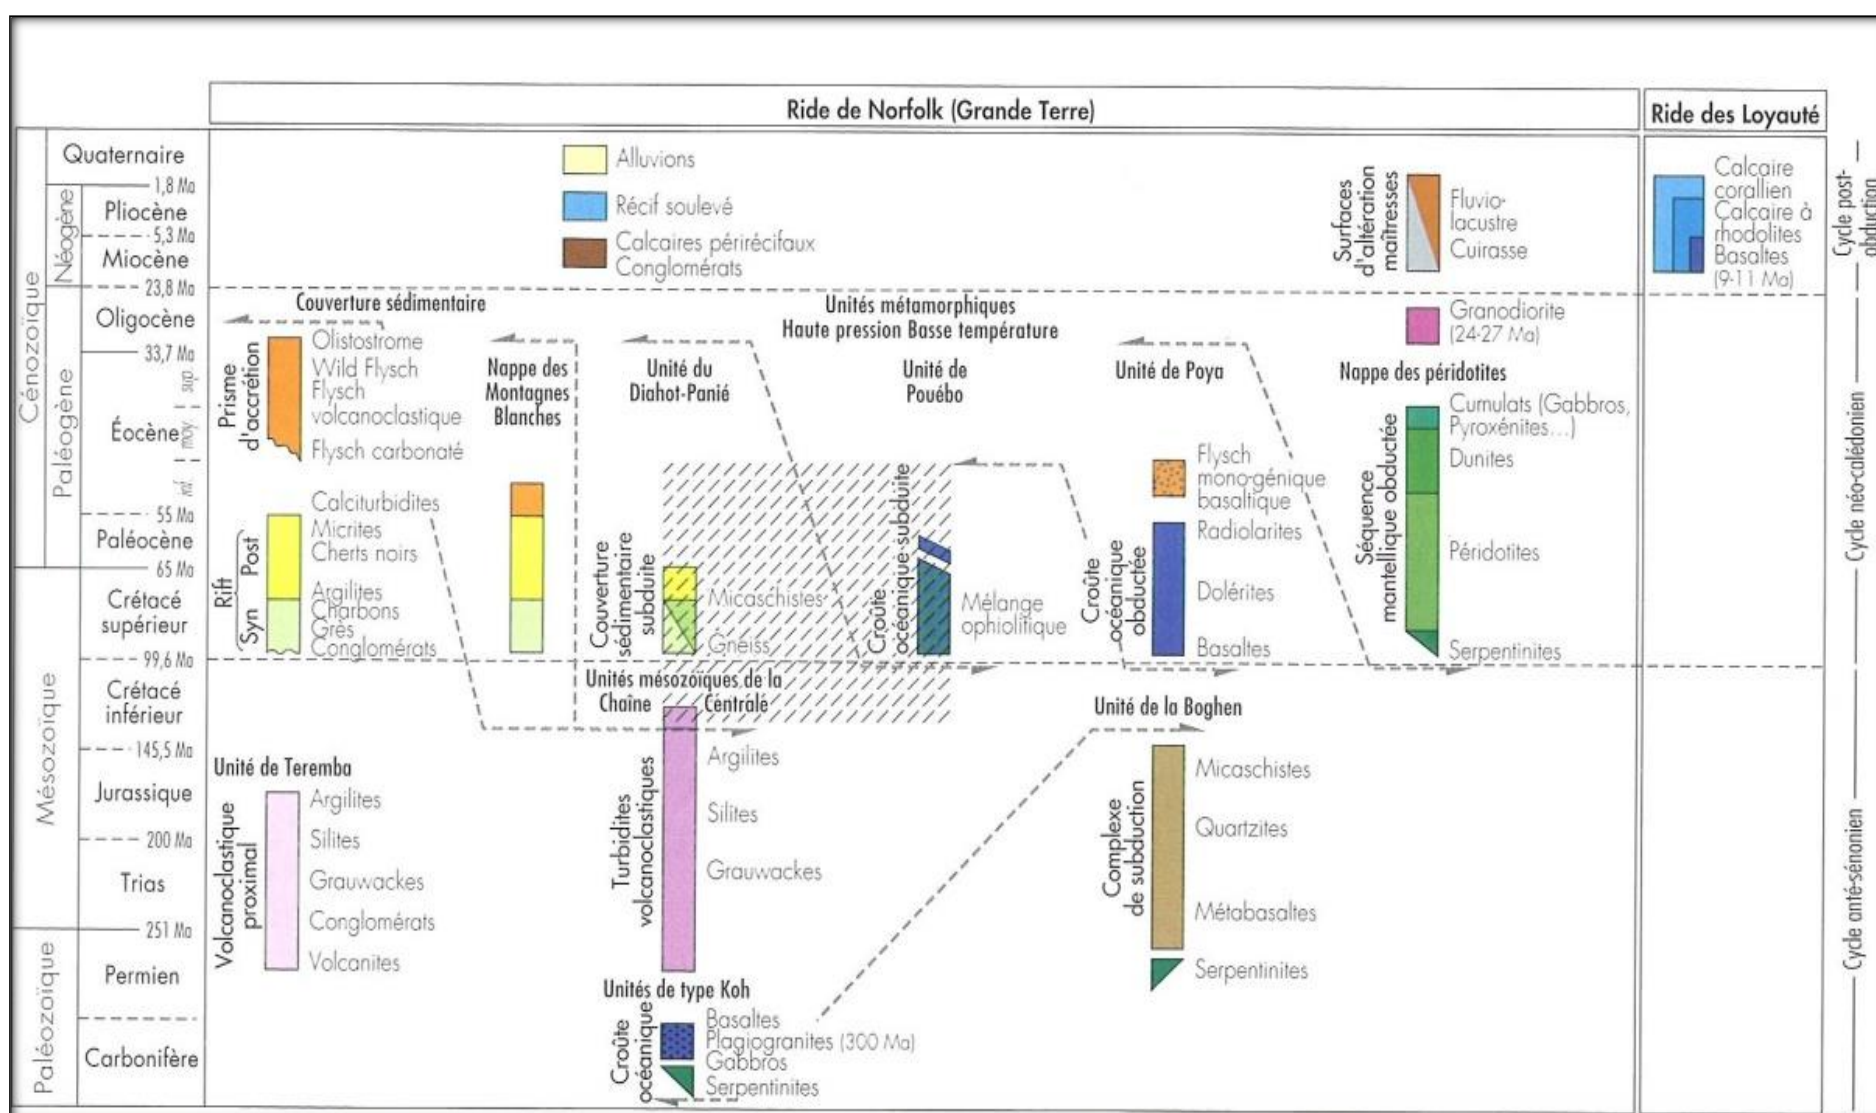 Ride de Norfolk (Grande Terre)
Ride des Loyauté
Cénozoïque
Néogène
Paléogène
Quaternaire
1,8 Ma
Pliocène
5,3 Ma
Miocène
23,8 Ma
Oligocène
33,7 Ma
sup.
Éocène
moy.
inf.
55 Ma
Paléocène
65 Ma
Mésozoïque
Crétacé
supérieur
99,6 Ma
Crétacé
inférieur
145,5 Ma
Jurassique
200 Ma
Trias
251 Ma
Paléozoïque
Permien
Carbonifère
Alluvions
Récif soulevé
Calcaires périrécifaux
Conglomérats
Surfaces
d'altération
maîtresses
Fluvio-
lacustre
Cuirasse
Calcaire
corallien
Calcaire à
rhodolites
Basaltes
(9-11 Ma)
Couverture sédimentaire
Prisme
d'accrétion
Olistostrome
Wild Flysch
Flysch
volcanoclastique
Flysch carbonaté
Rift
Post
Syn
Calciturbidites
Micrites
Cherts noirs
Argilites
Charbons
Grès
Conglomérats
Nappe des
Montagnes
Blanches
Unités métamorphiques
Haute pression Basse température
Unité du
Diahot-Panié
Couverture
sédimentaire
subduite
Micaschistes
Gneiss
Unité de
Pouébo
Croûte
océanique subduite
Mélange
ophiolitique
Unité de Poya
Croûte
océanique
obductée
Flysch
mono-génique
basaltique
Radiolarites
Dolérites
Basaltes
Granodiorite
(24-27 Ma)
Nappe des péridotites
Séquence
mantellique obductée
Cumulats (Gabbros,
Pyroxénites...)
Dunites
Péridotites
Serpentinites
Unité de Teremba
Volcanoclastique
proximal
Argilites
Silites
Grauwackes
Conglomérats
Volcanites
Unités mésozoïques de la
Chaîne Centrale
Turbidites
volcanoclastiques
Argilites
Silites
Grauwackes
Unités de type Koh
Croûte
océanique
Basaltes
Plagiogranites (300 Ma)
Gabbros
Serpentinites
Unité de la Boghen
Complexe
de subduction
Micaschistes
Quartzites
Métabasaltes
Serpentinites
Cycle post-
obduction
Cycle néo-calédonien
Cycle anté-sénonien